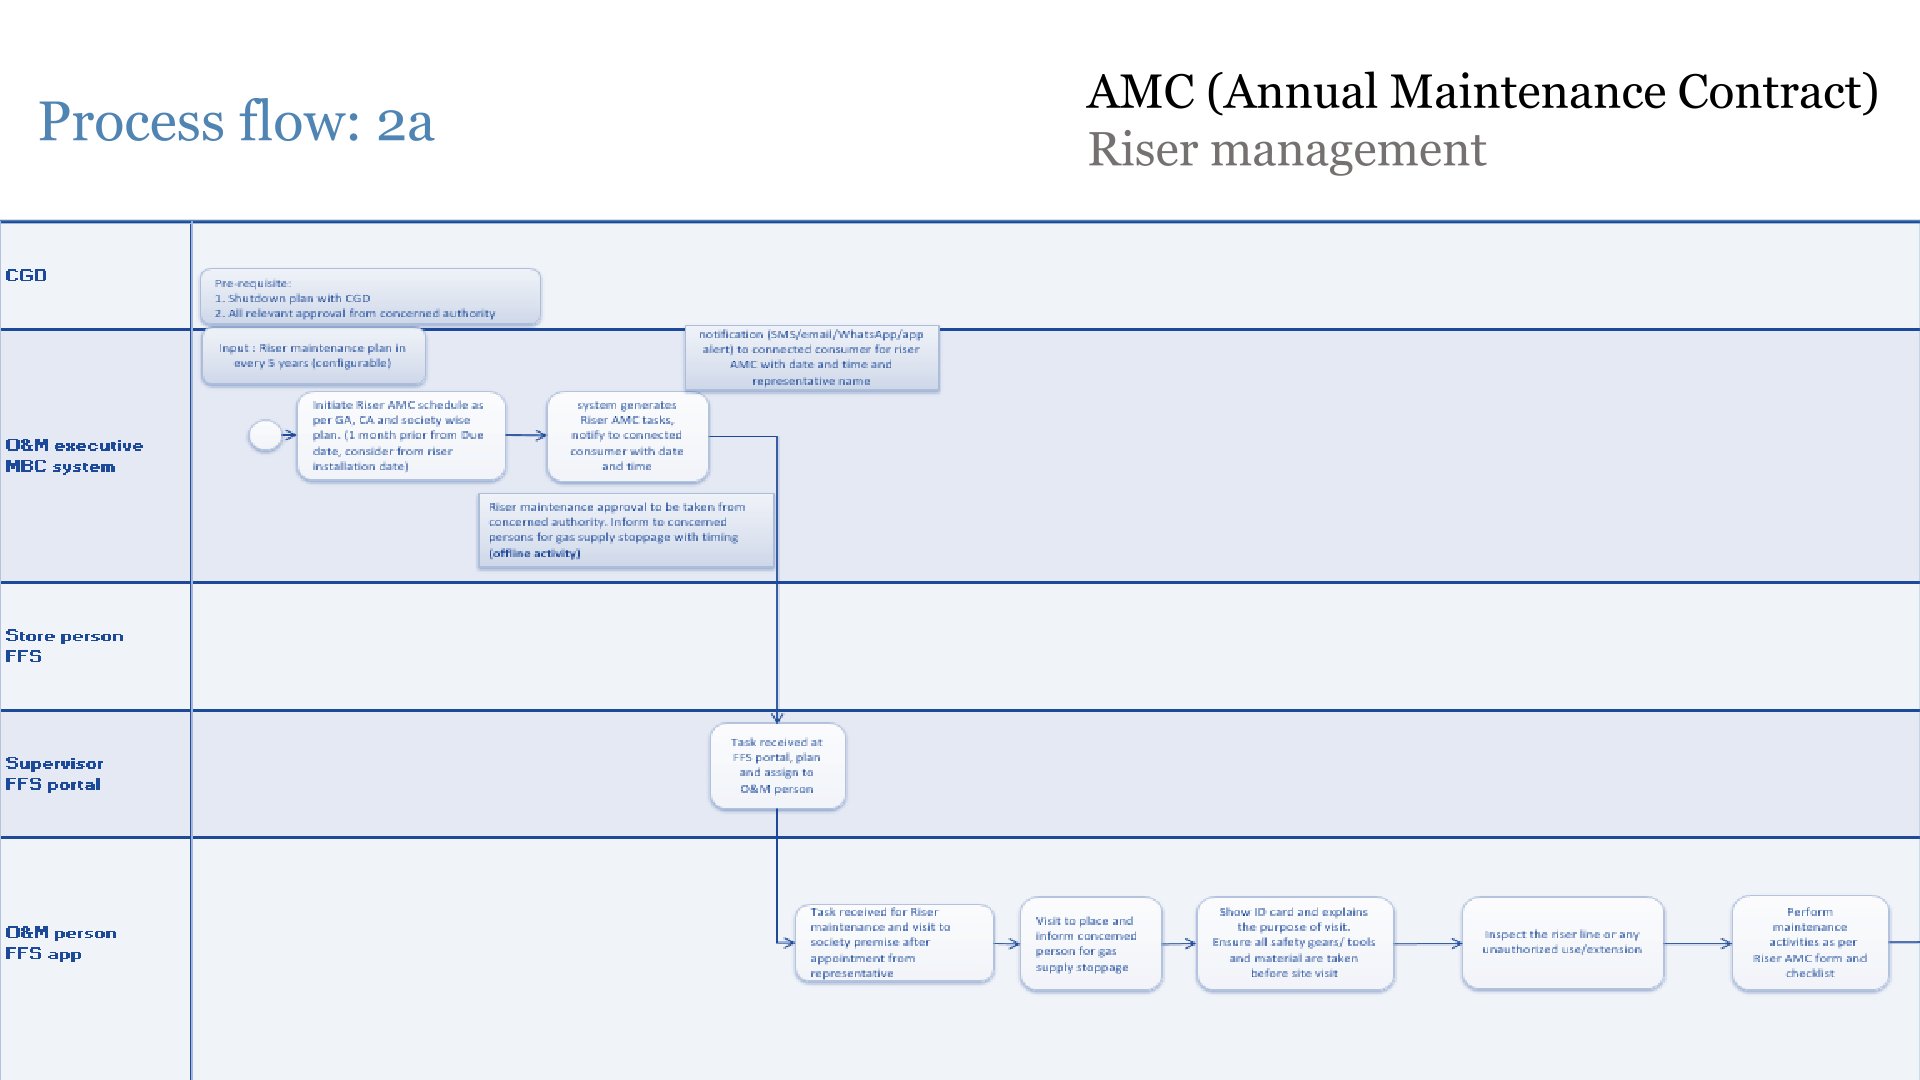 Process flow: 2a
AMC (Annual Maintenance Contract)
Riser management
CGD
Pre-requisite:
1. Shutdown plan with CGD
2. All relevant approval from concerned authority
O&M executive
MBC system
Input : Riser maintenance plan in
every 5 years (configurable)
notification (SMS/email/WhatsApp/app
alert) to connected consumer for riser
AMC with date and time and
representative name
Initiate Riser AMC schedule as
per GA, CA and society wise
plan. (1 month prior from Due
date, consider from riser
installation date)
system generates
Riser AMC tasks,
notify to connected
consumer with date
and time
Riser maintenance approval to be taken from
concerned authority. Inform to concerned
persons for gas supply stoppage with timing
(offline activity)
Store person
FFS
Supervisor
FFS portal
Task received at
FFS portal, plan
and assign to
O&M person
O&M person
FFS app
Task received for Riser
maintenance and visit to
society premise after
appointment from
representative
Visit to place and
inform concerned
person for gas
supply stoppage
Show ID card and explains
the purpose of visit.
Ensure all safety gears/ tools
and material are taken
before site visit
Inspect the riser line or any
unauthorized use/extension
Perform
maintenance
activities as per
Riser AMC form and
checklist